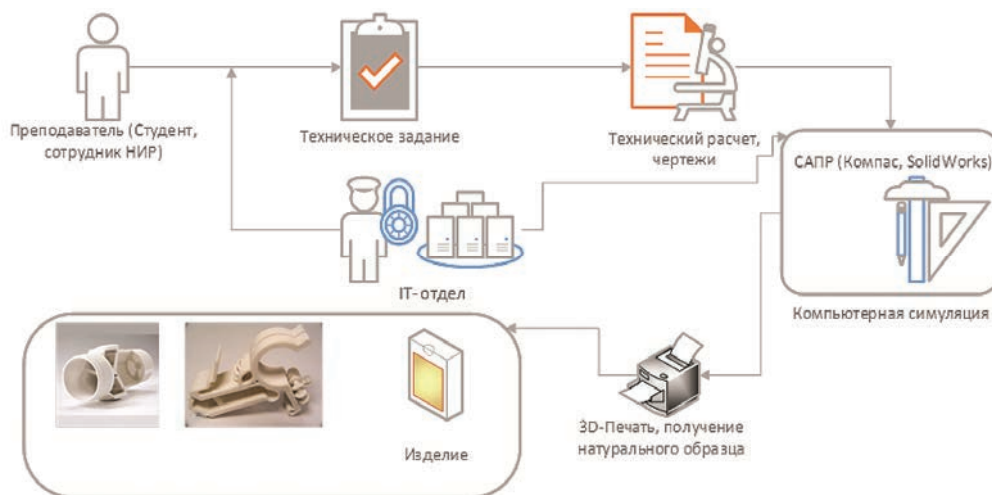 Преподаватель (Студент,
сотрудник НИР)
Техническое задание
Технический расчет,
чертежи
САПР (Компас, SolidWorks)
IT-отдел
Компьютерная симуляция
3D-Печать, получение
натурального образца
Изделие